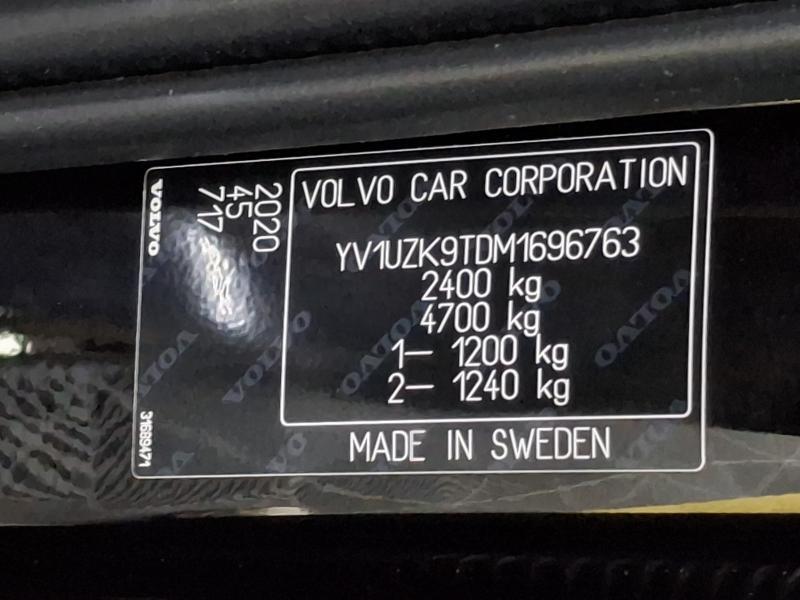 VOLVO
2020
45
717
31689471
VOLVO CAR CORPORATION
YV1UZK9TDM1696763
2400 kg
4700 kg
1– 1200 kg
2– 1240 kg
MADE IN SWEDEN